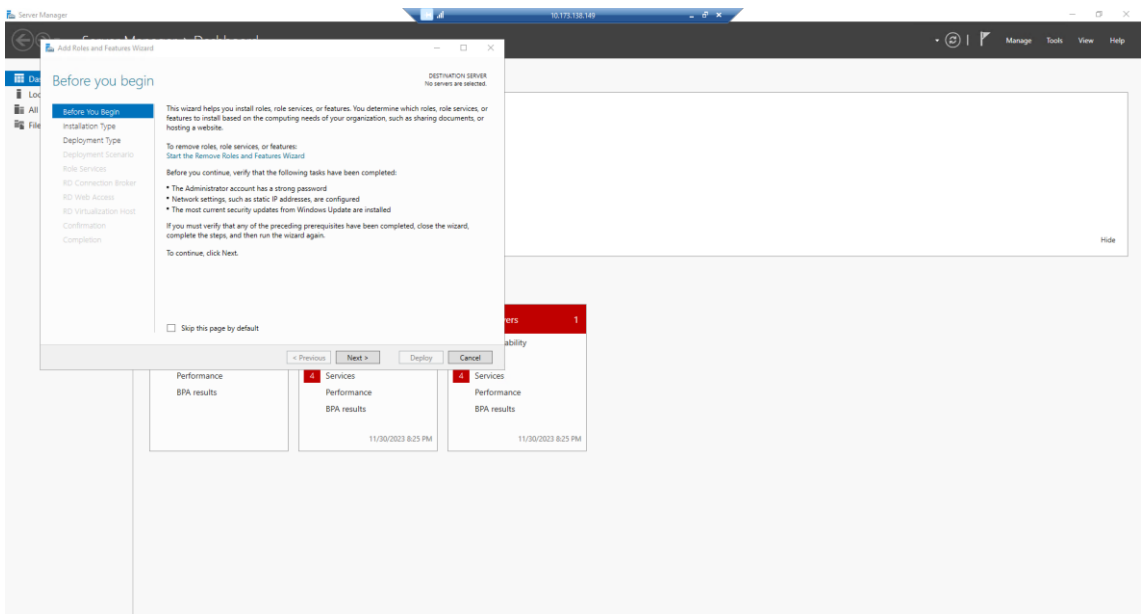 Server Manager
10.173.138.149
Manage Tools View Help
Add Roles and Features Wizard
Before you begin
DESTINATION SERVER
No servers are selected.
Before You Begin
Installation Type
Deployment Type
Deployment Scenario
Role Services
RD Connection Broker
RD Web Access
RD Virtualization Host
Confirmation
Completion
This wizard helps you install roles, role services, or features. You determine which roles, role services, or
features to install based on the computing needs of your organization, such as sharing documents, or
hosting a website.
To remove roles, role services, or features:
Start the Remove Roles and Features Wizard
Before you continue, verify that the following tasks have been completed:
• The Administrator account has a strong password
• Network settings, such as static IP addresses, are configured
• The most current security updates from Windows Update are installed
If you must verify that any of the preceding prerequisites have been completed, close the wizard,
complete the steps, and then run the wizard again.
To continue, click Next.
Skip this page by default
< Previous
Next >
Deploy
Cancel
Da
Loc
All
File
Hide
ers 1
ability
Performance
BPA results
4 Services
Performance
BPA results
11/30/2023 8:25 PM
4 Services
Performance
BPA results
11/30/2023 8:25 PM